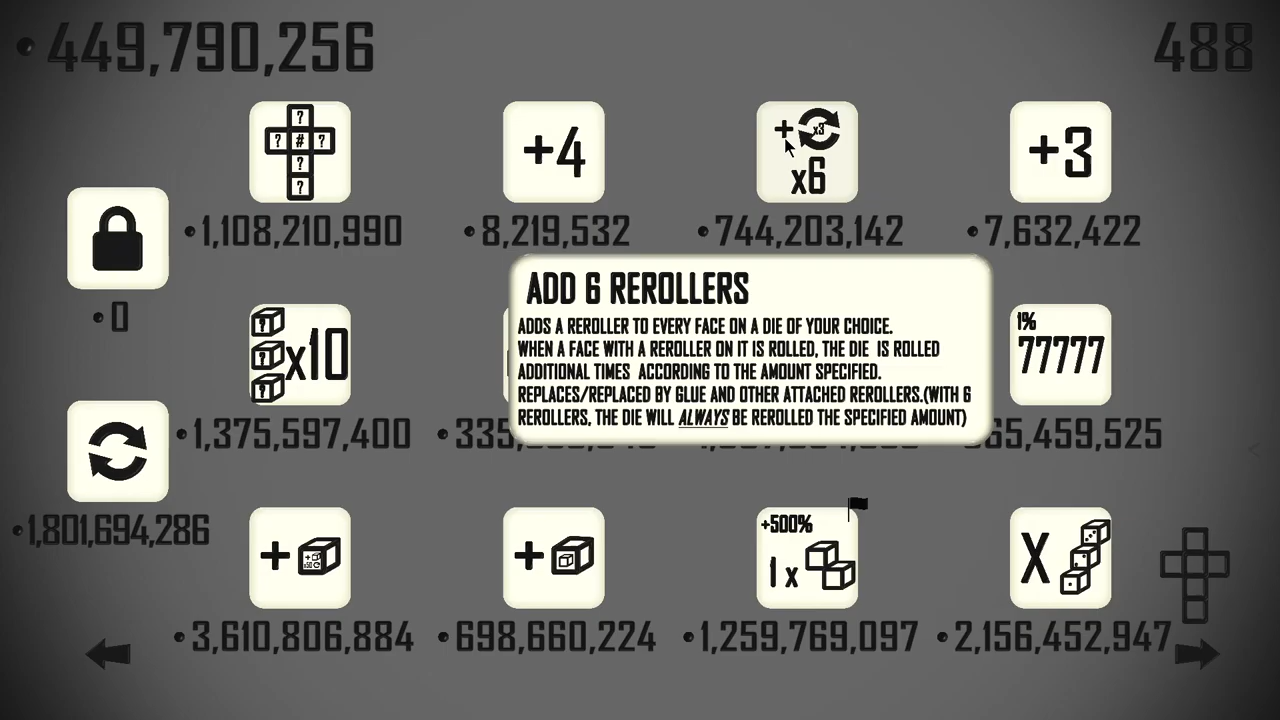 449,790,256
488
? ? # ? ? ?
+4
+ x3
x6
+3
1,108,210,990
8,219,532
744,203,142
7,632,422
0
ADD 6 REROLLERS
ADDS A REROLLER TO EVERY FACE ON A DIE OF YOUR CHOICE.
WHEN A FACE WITH A REROLLER ON IT IS ROLLED, THE DIE IS ROLLED
ADDITIONAL TIMES ACCORDING TO THE AMOUNT SPECIFIED.
REPLACES/REPLACED BY GLUE AND OTHER ATTACHED REROLLERS.(WITH 6
REROLLERS, THE DIE WILL ALWAYS BE REROLLED THE SPECIFIED AMOUNT)
? ? ? x10
1%
77777
1,375,597,400
1,801,694,286
+
+
+500%
1 x
X
3,610,806,884
698,660,224
1,259,769,097
2,156,452,947